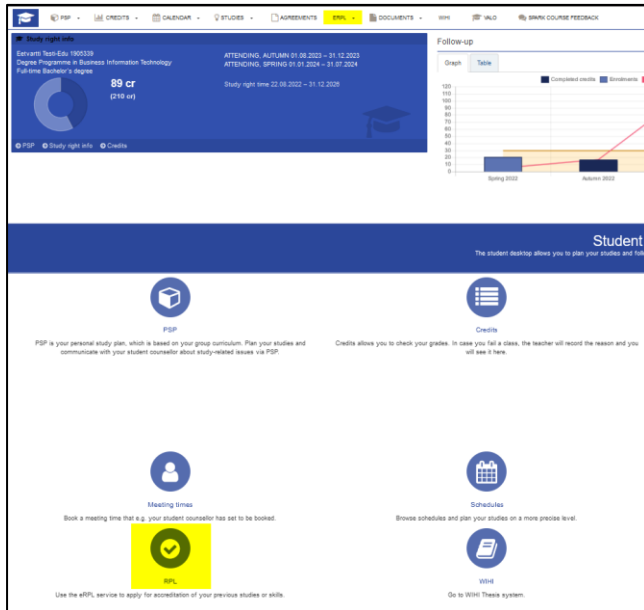 PSP CREDITS CALENDAR STUDIES AGREEMENTS ERPL DOCUMENTS WIHI VALO SPARK COURSE FEEDBACK
Study right info
Eetvartti Testi-Edu 1905339
Degree Programme in Business Information Technology
Full-time Bachelor's degree
89 cr
(210 cr)
ATTENDING, AUTUMN 01.08.2023 – 31.12.2023
ATTENDING, SPRING 01.01.2024 – 31.07.2024
Study right time 22.08.2022 – 31.12.2026
PSP Study right info Credits
Follow-up
Graph Table
Completed credits Enrolments
120
110
100
90
80
70
60
50
40
30
20
10
0
Spring 2022 Autumn 2022
Student
The student desktop allows you to plan your studies and foll
PSP
PSP is your personal study plan, which is based on your group curriculum. Plan your studies and
communicate with your student counsellor about study-related issues via PSP.
Credits
Credits allows you to check your grades. In case you fail a class, the teacher will record the reason and you
will see it here.
Meeting times
Book a meeting time that e.g. your student counsellor has set to be booked.
Schedules
Browse schedules and plan your studies on a more precise level.
RPL
Use the eRPL service to apply for accreditation of your previous studies or skills.
WIHI
Go to WIHI Thesis system.